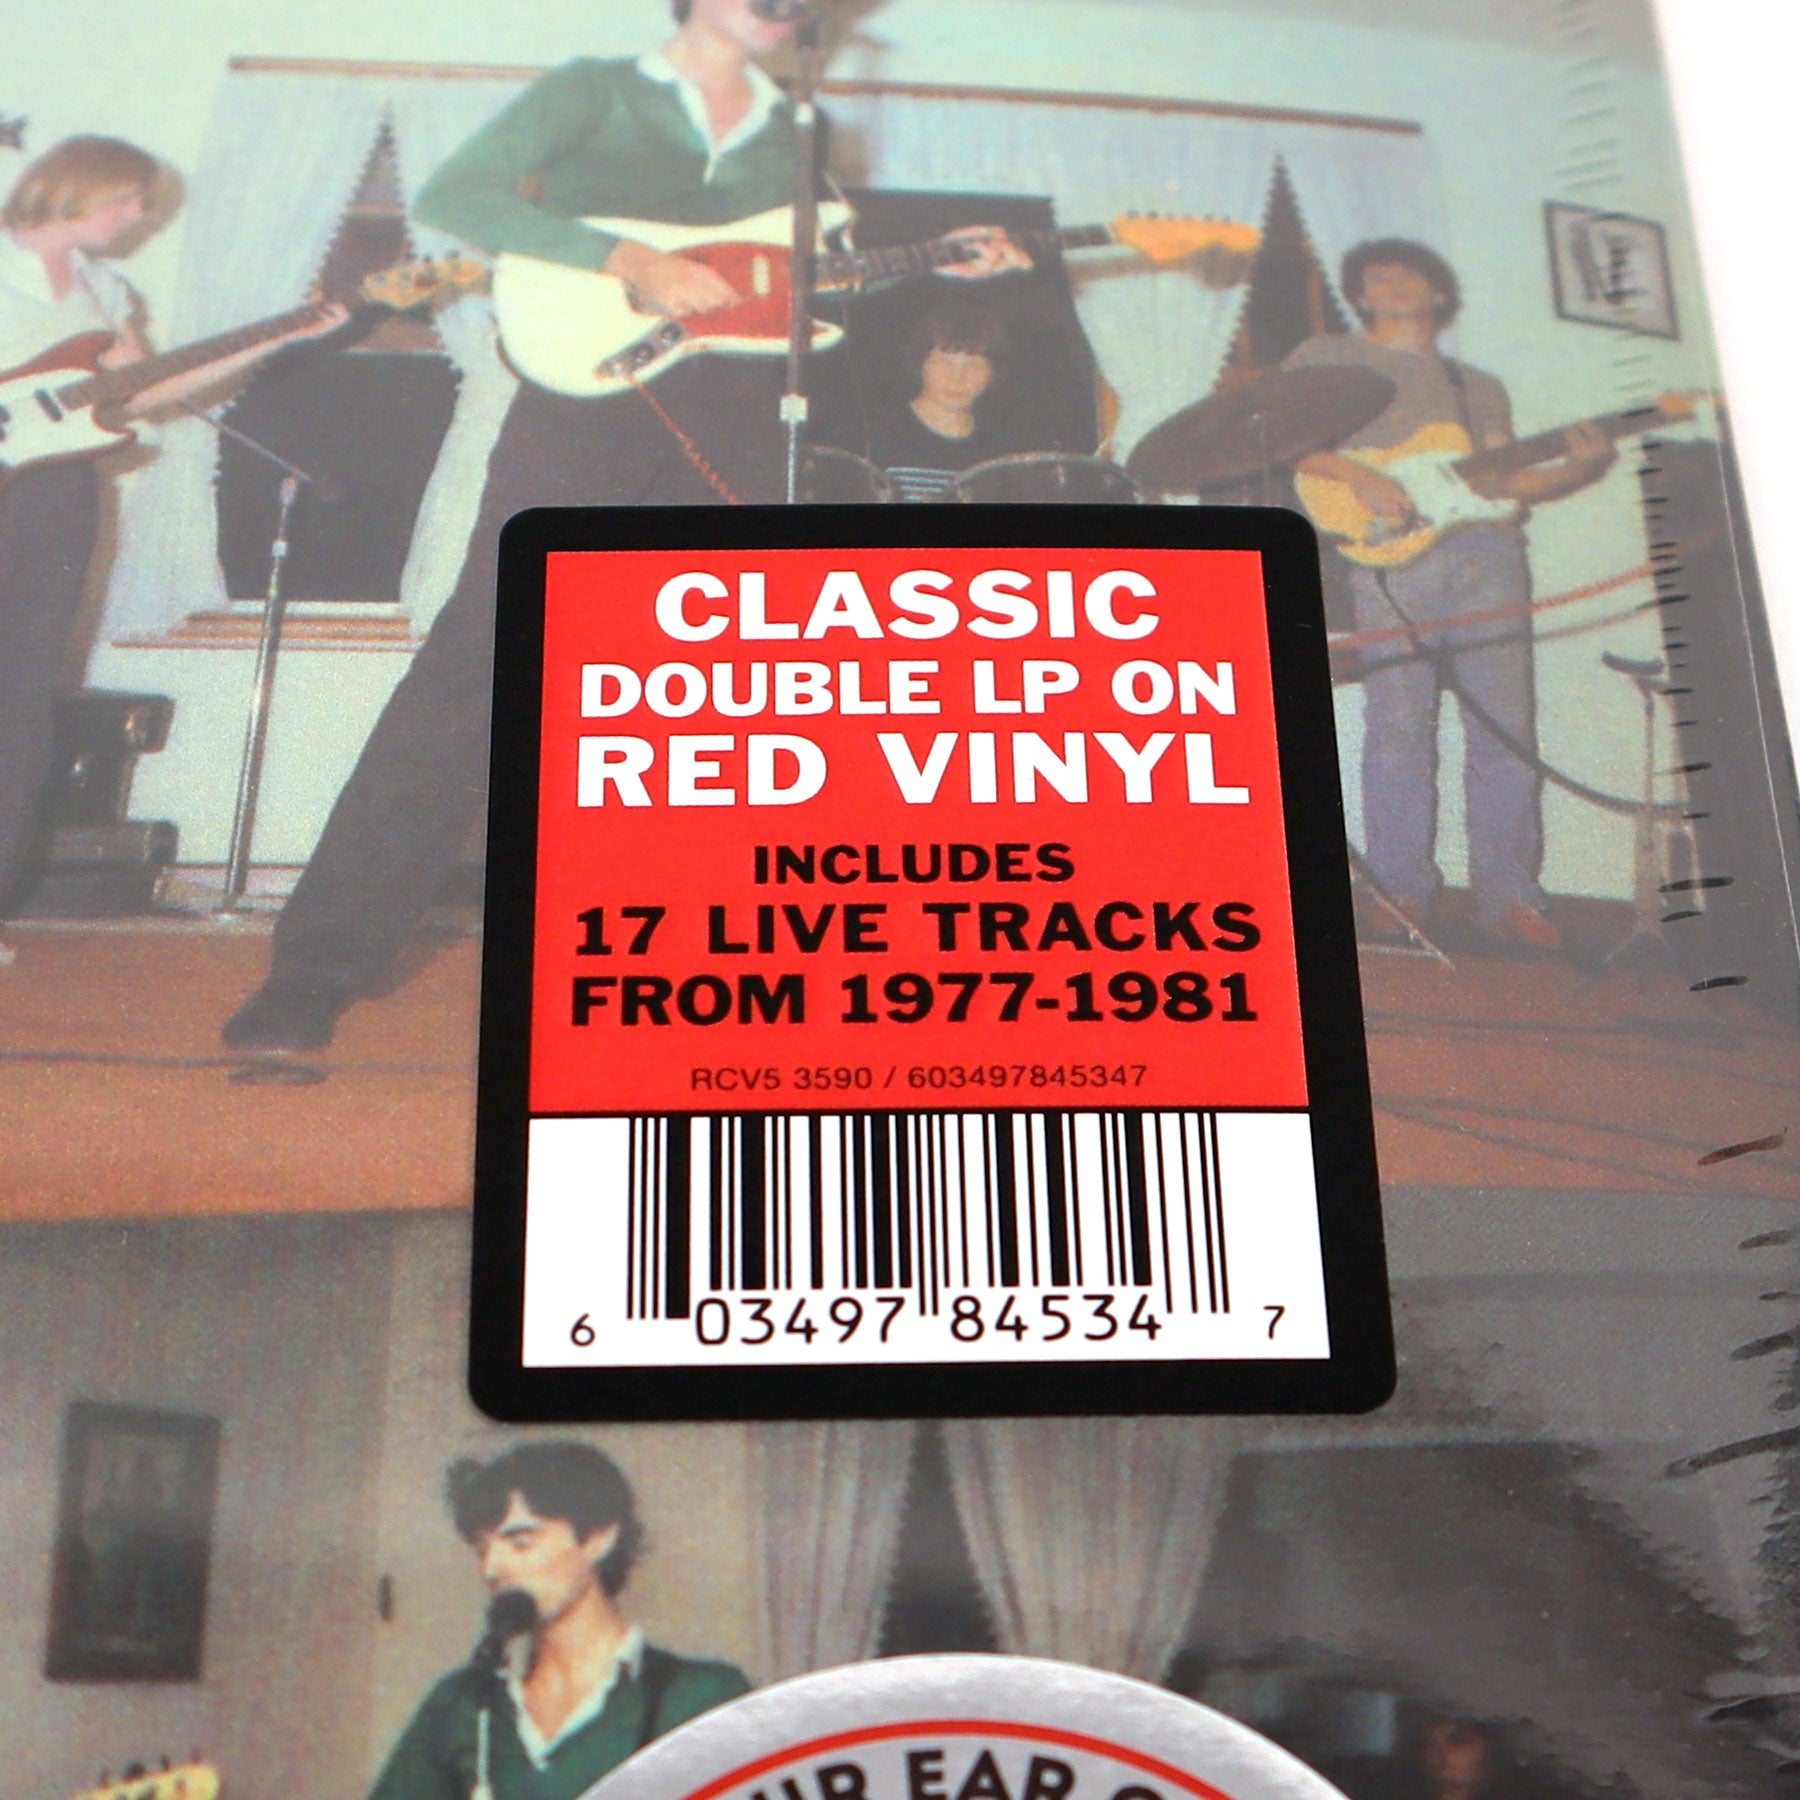 CLASSIC
DOUBLE LP ON
RED VINYL
INCLUDES
17 LIVE TRACKS
FROM 1977-1981
RCV5 3590 / 603497845347
6 03497 84534 7
EAR